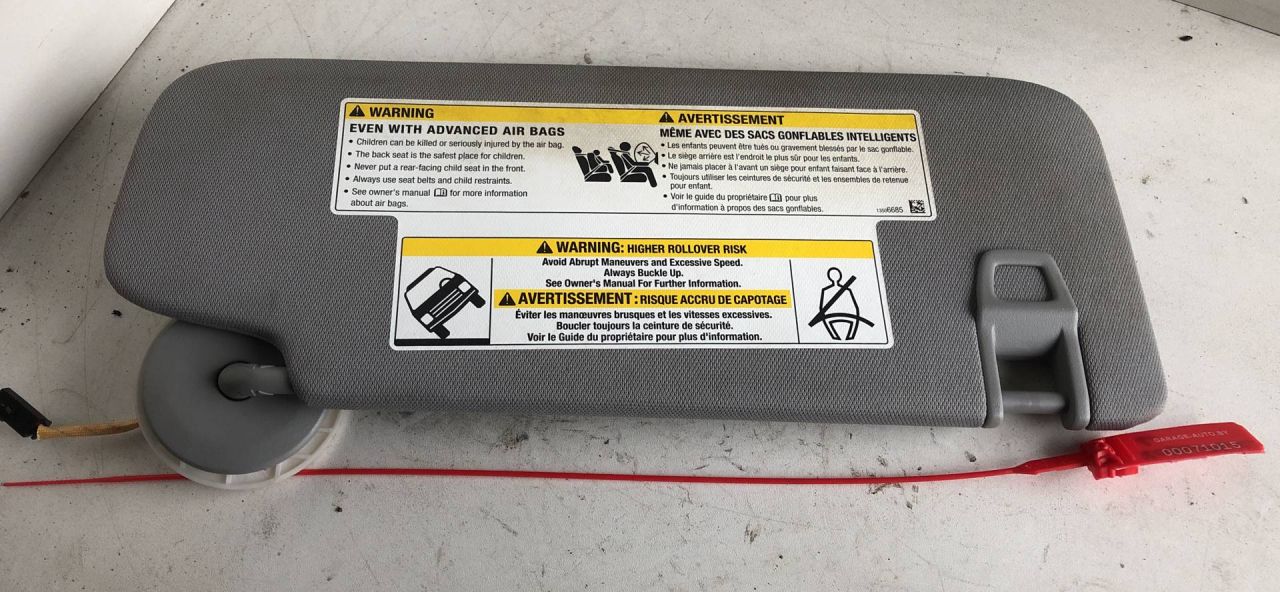 WARNING
EVEN WITH ADVANCED AIR BAGS
• Children can be killed or seriously injured by the air bag.
• The back seat is the safest place for children.
• Never put a rear-facing child seat in the front.
• Always use seat belts and child restraints.
• See owner's manual for more information
about air bags.
AVERTISSEMENT
MÊME AVEC DES SACS GONFLABLES INTELLIGENTS
• Les enfants peuvent être tués ou gravement blessés par le sac gonflable.
• Le siège arrière est l'endroit le plus sûr pour les enfants.
• Ne jamais placer à l'avant un siège pour enfant faisant face à l'arrière.
• Toujours utiliser les ceintures de sécurité et les ensembles de retenue
pour enfant.
• Voir le guide du propriétaire pour plus
d'information à propos des sacs gonflables.
13596685
WARNING: HIGHER ROLLOVER RISK
Avoid Abrupt Maneuvers and Excessive Speed.
Always Buckle Up.
See Owner's Manual For Further Information.
AVERTISSEMENT : RISQUE ACCRU DE CAPOTAGE
Éviter les manœuvres brusques et les vitesses excessives.
Boucler toujours la ceinture de sécurité.
Voir le Guide du propriétaire pour plus d'information.
GARAGE-AUTO.BY
00071015